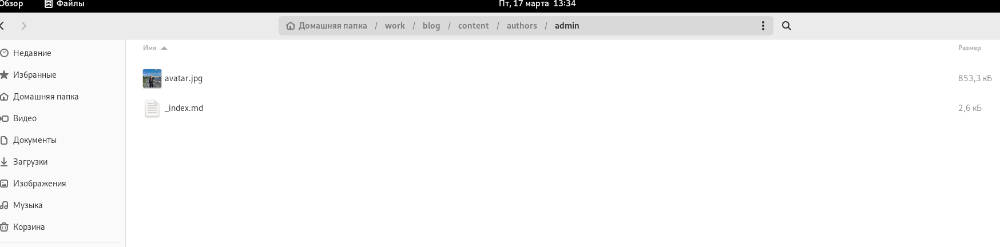 Обзор Файлы Пт, 17 марта 13:34
Домашняя папка / work / blog / content / authors / admin
Имя Размер
Недавние
Избранные
Домашняя папка
Видео
Документы
Загрузки
Изображения
Музыка
Корзина
avatar.jpg 853,3 кБ
_index.md 2,6 кБ